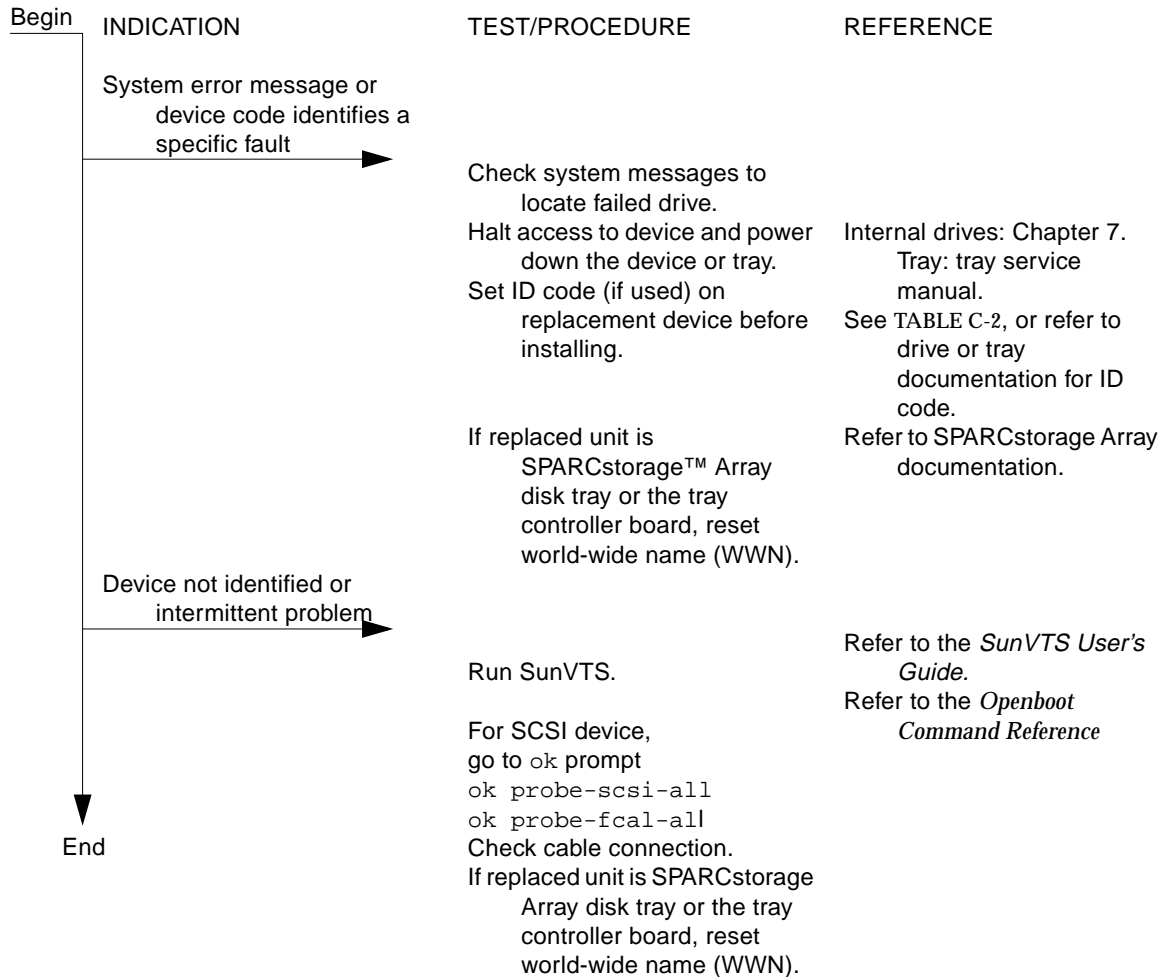 Begin
INDICATION
TEST/PROCEDURE
REFERENCE
System error message or
device code identifies a
specific fault
Check system messages to
locate failed drive.
Halt access to device and power
down the device or tray.
Internal drives: Chapter 7.
Tray: tray service
manual.
Set ID code (if used) on
replacement device before
installing.
See TABLE C-2, or refer to
drive or tray
documentation for ID
code.
If replaced unit is
SPARCstorage™ Array
disk tray or the tray
controller board, reset
world-wide name (WWN).
Refer to SPARCstorage Array
documentation.
Device not identified or
intermittent problem
Run SunVTS.
Refer to the SunVTS User's
Guide.
For SCSI device,
go to ok prompt
ok probe-scsi-all
ok probe-fcal-all
Refer to the Openboot
Command Reference
Check cable connection.
If replaced unit is SPARCstorage
Array disk tray or the tray
controller board, reset
world-wide name (WWN).
End